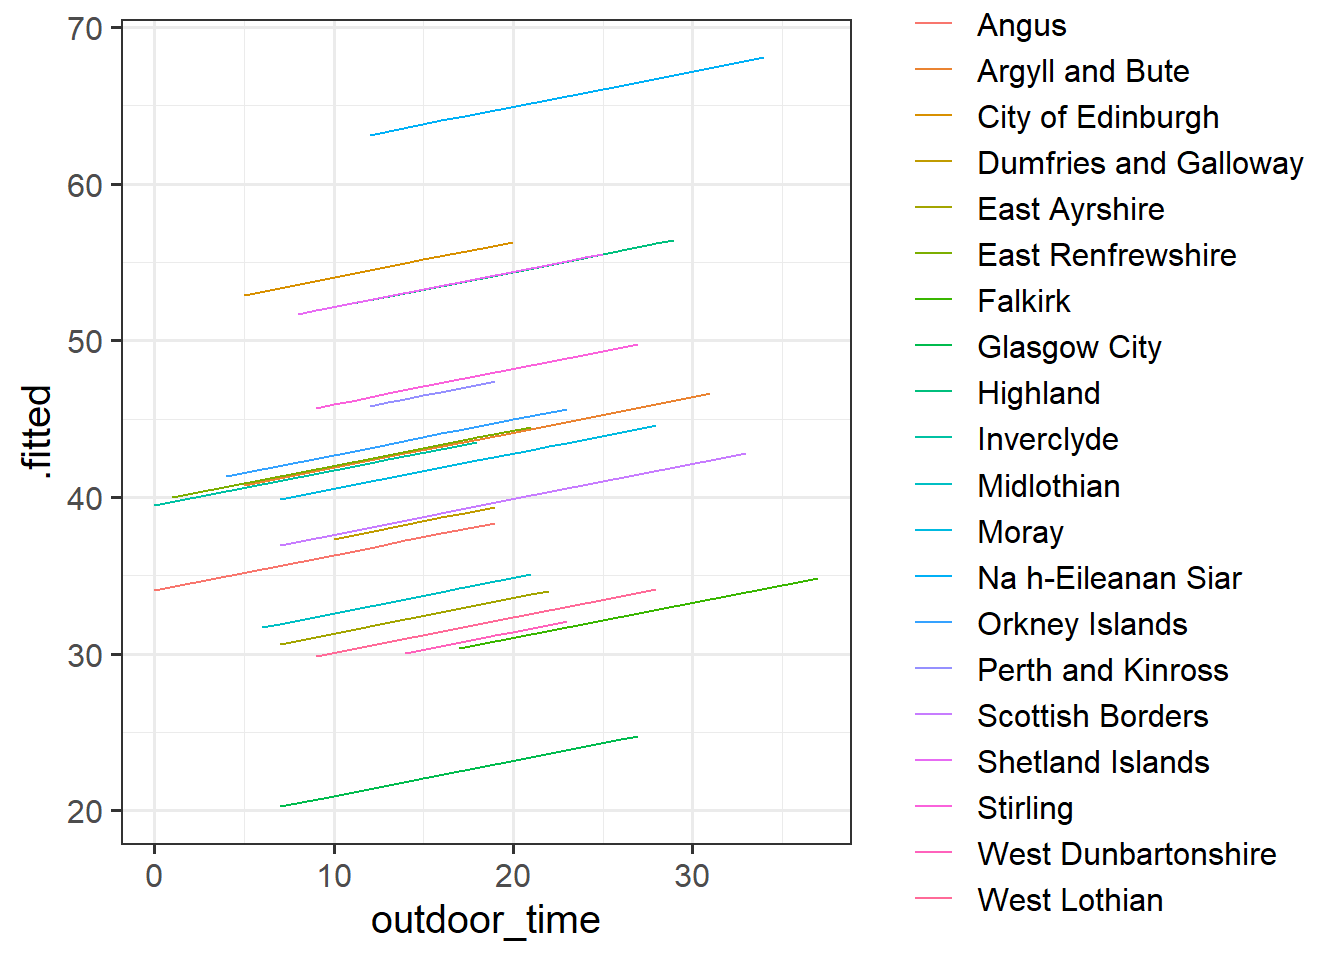 70
60
50
40
30
20
.fitted
0
10
20
30
outdoor_time
Angus
Argyll and Bute
City of Edinburgh
Dumfries and Galloway
East Ayrshire
East Renfrewshire
Falkirk
Glasgow City
Highland
Inverclyde
Midlothian
Moray
Na h-Eileanan Siar
Orkney Islands
Perth and Kinross
Scottish Borders
Shetland Islands
Stirling
West Dunbartonshire
West Lothian